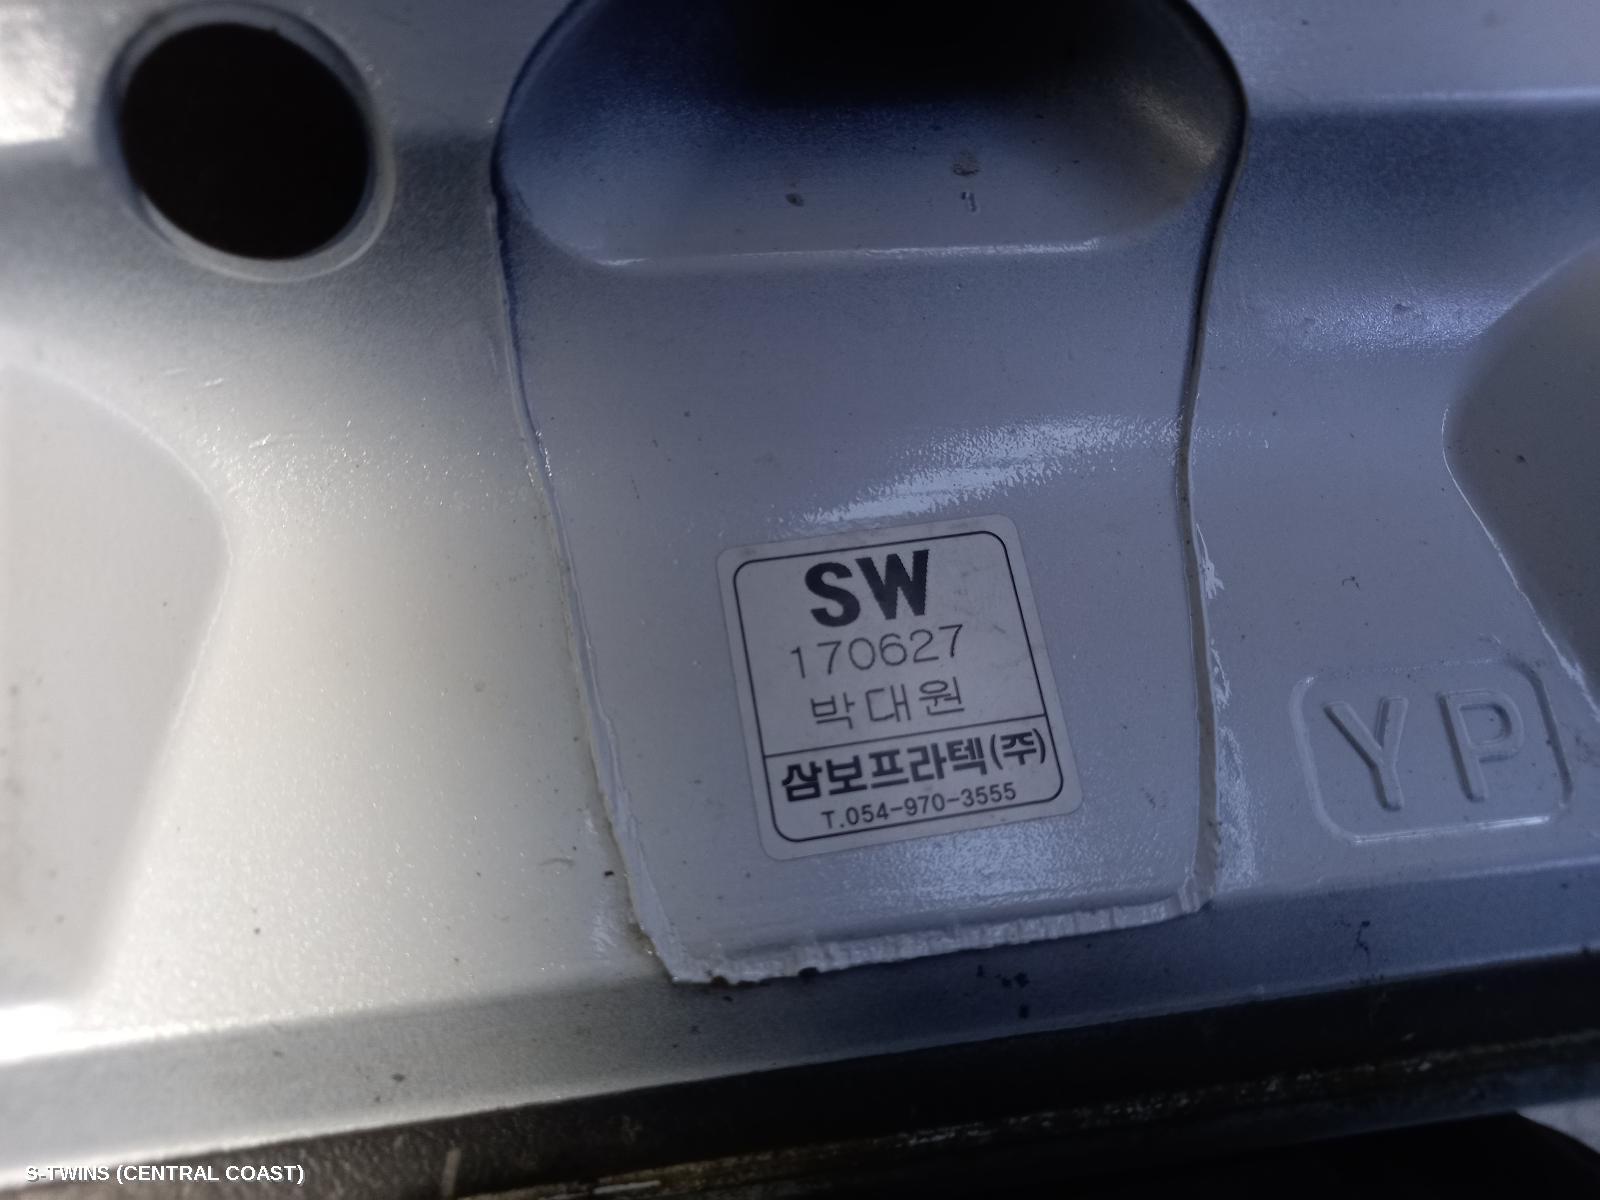 SW
170627
박대원
삼보프라텍(주)
T.054-970-3555
YP
S-TWINS (CENTRAL COAST)